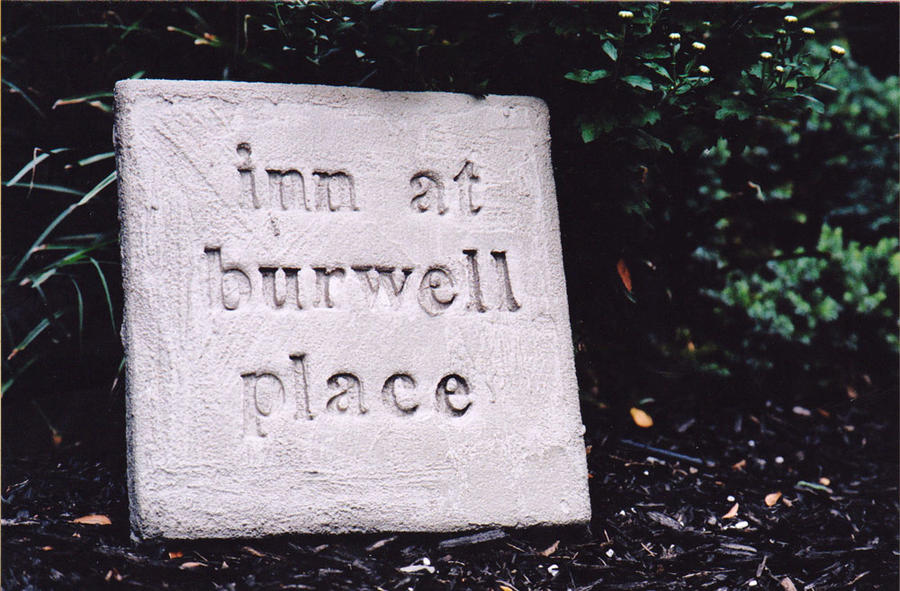 inn at
burwell
place